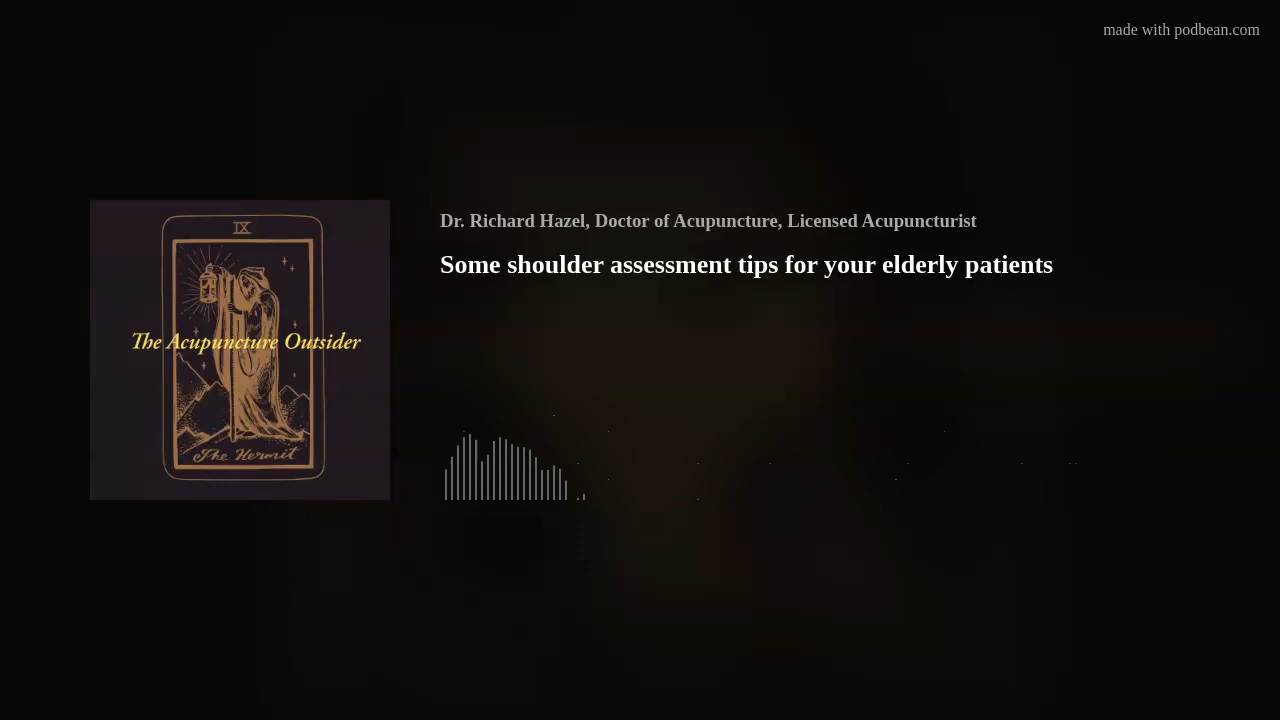 made with podbean.com
Dr. Richard Hazel, Doctor of Acupuncture, Licensed Acupuncturist
Some shoulder assessment tips for your elderly patients
IX
The Acupuncture Outsider
The Hermit